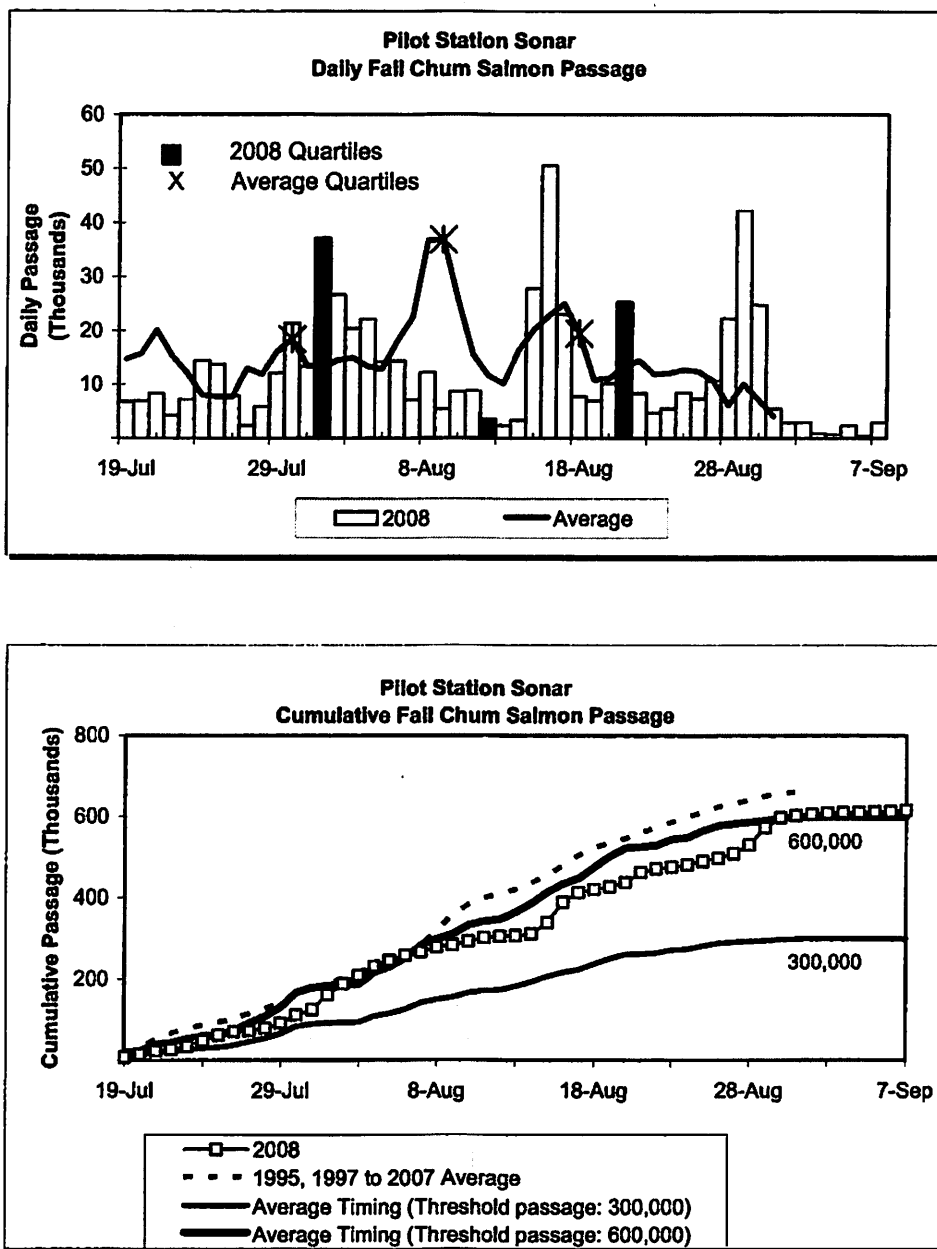 Pilot Station Sonar
Daily Fall Chum Salmon Passage
Daily Passage
(Thousands)
60
50
40
30
20
10
2008 Quartiles
Average Quartiles
19-Jul
29-Jul
8-Aug
18-Aug
28-Aug
7-Sep
2008
Average
Pilot Station Sonar
Cumulative Fall Chum Salmon Passage
Cumulative Passage (Thousands)
800
600
400
200
600,000
300,000
19-Jul
29-Jul
8-Aug
18-Aug
28-Aug
7-Sep
2008
1995, 1997 to 2007 Average
Average Timing (Threshold passage: 300,000)
Average Timing (Threshold passage: 600,000)